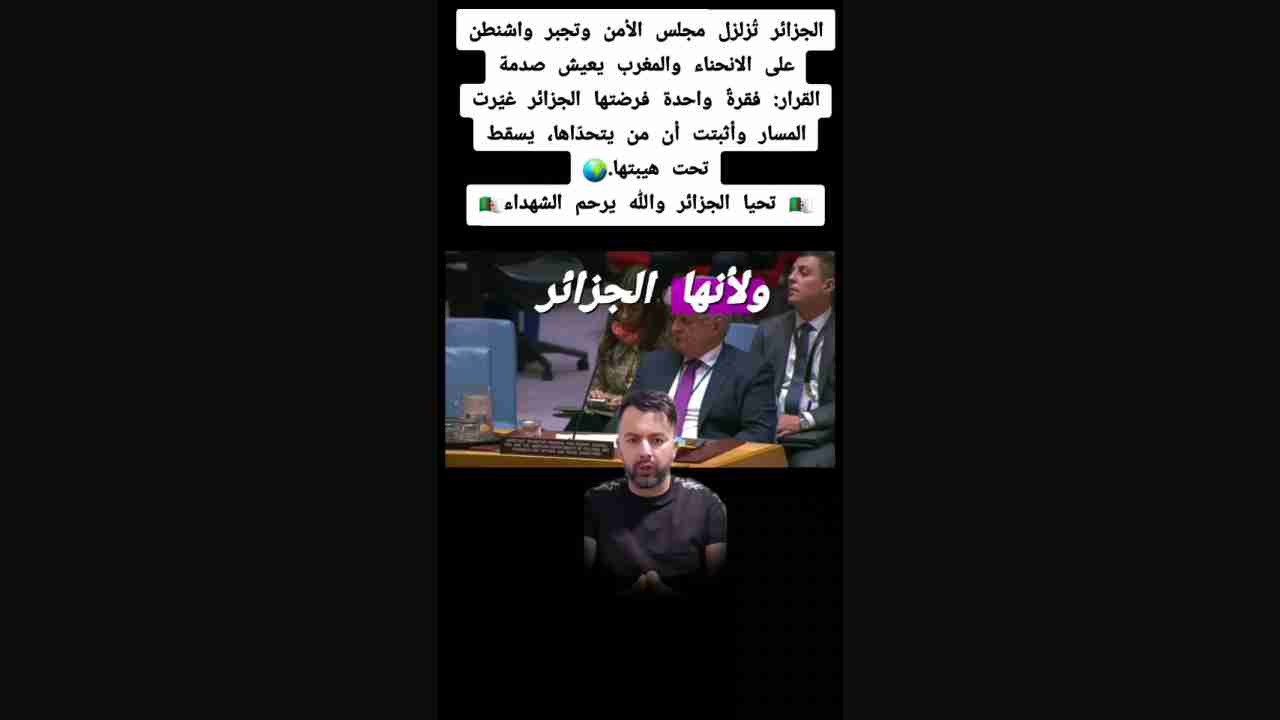 الجزائر تُزلزل مجلس الأمن وتجبر واشنطن
على الانحناء والمغرب يعيش صدمة
القرار: فقرةٌ واحدة فرضتها الجزائر غيّرت
المسار وأثبتت أن من يتحدّاها، يسقط
تحت هيبتها.🌍
🇩🇿 تحيا الجزائر والله يرحم الشهداء🇩🇿
ولأنها الجزائر